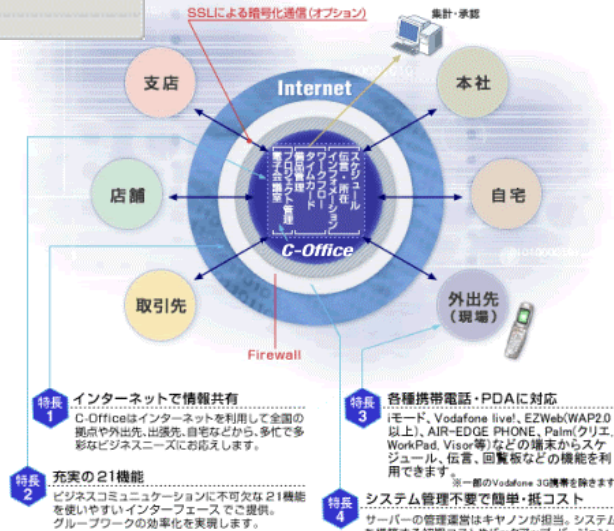 SSLによる暗号化通信(オプション)
集計・承認
支店
Internet
本社
スケジュール
伝言・所在
インフォメーション
ワークフロー
タイムカード
備品管理
プロジェクト管理
電子会議室
店舗
自宅
C-Office
取引先
外出先
(現場)
Firewall
特長
1
インターネットで情報共有
C-Officeはインターネットを利用して全国の
拠点や外出先、出張先、自宅などから、多忙で多
彩なビジネスニーズにお応えします。
特長
2
充実の21機能
ビジネスコミュニュケーションに不可欠な21機能
を使いやすいインターフェースでご提供。
グループワークの効率化を実現します。
特長
3
各種携帯電話・PDAに対応
iモード、Vodafone live!、EZWeb(WAP2.0
以上)、AIR-EDGE PHONE、Palm(クリエ、
WorkPad、Visor等)などの端末からスケ
ジュール、伝言、回覧板などの機能を利
用できます。
※一部のVodafone 3G携帯を除きます
特長
4
システム管理不要で簡単・抵コスト
サーバーの管理運営はキヤノンが担当。システム